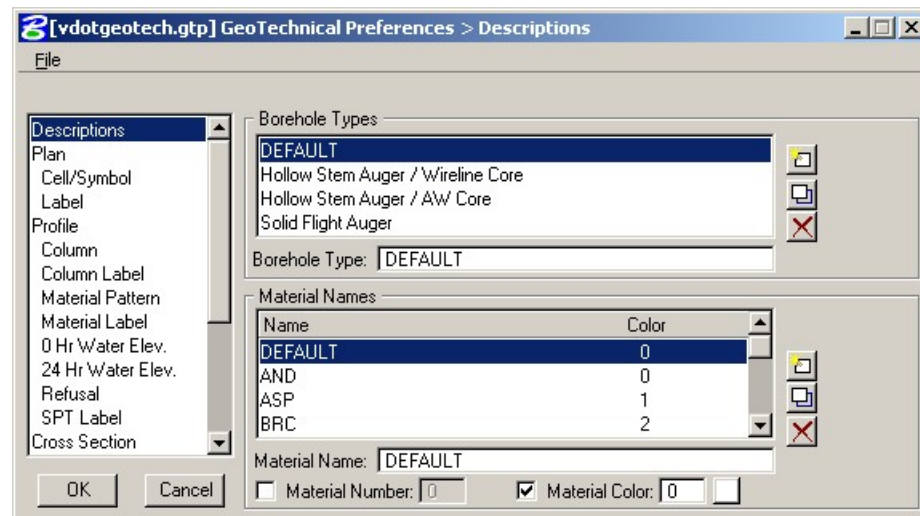 [vdotgeotech.gtp] GeoTechnical Preferences > Descriptions
File
Descriptions
Plan
Cell/Symbol
Label
Profile
Column
Column Label
Material Pattern
Material Label
0 Hr Water Elev.
24 Hr Water Elev.
Refusal
SPT Label
Cross Section
OK Cancel
Borehole Types
DEFAULT
Hollow Stem Auger / Wireline Core
Hollow Stem Auger / AW Core
Solid Flight Auger
Borehole Type: DEFAULT
Material Names
Name Color
DEFAULT 0
AND 0
ASP 1
BRC 2
Material Name: DEFAULT
Material Number: 0 Material Color: 0